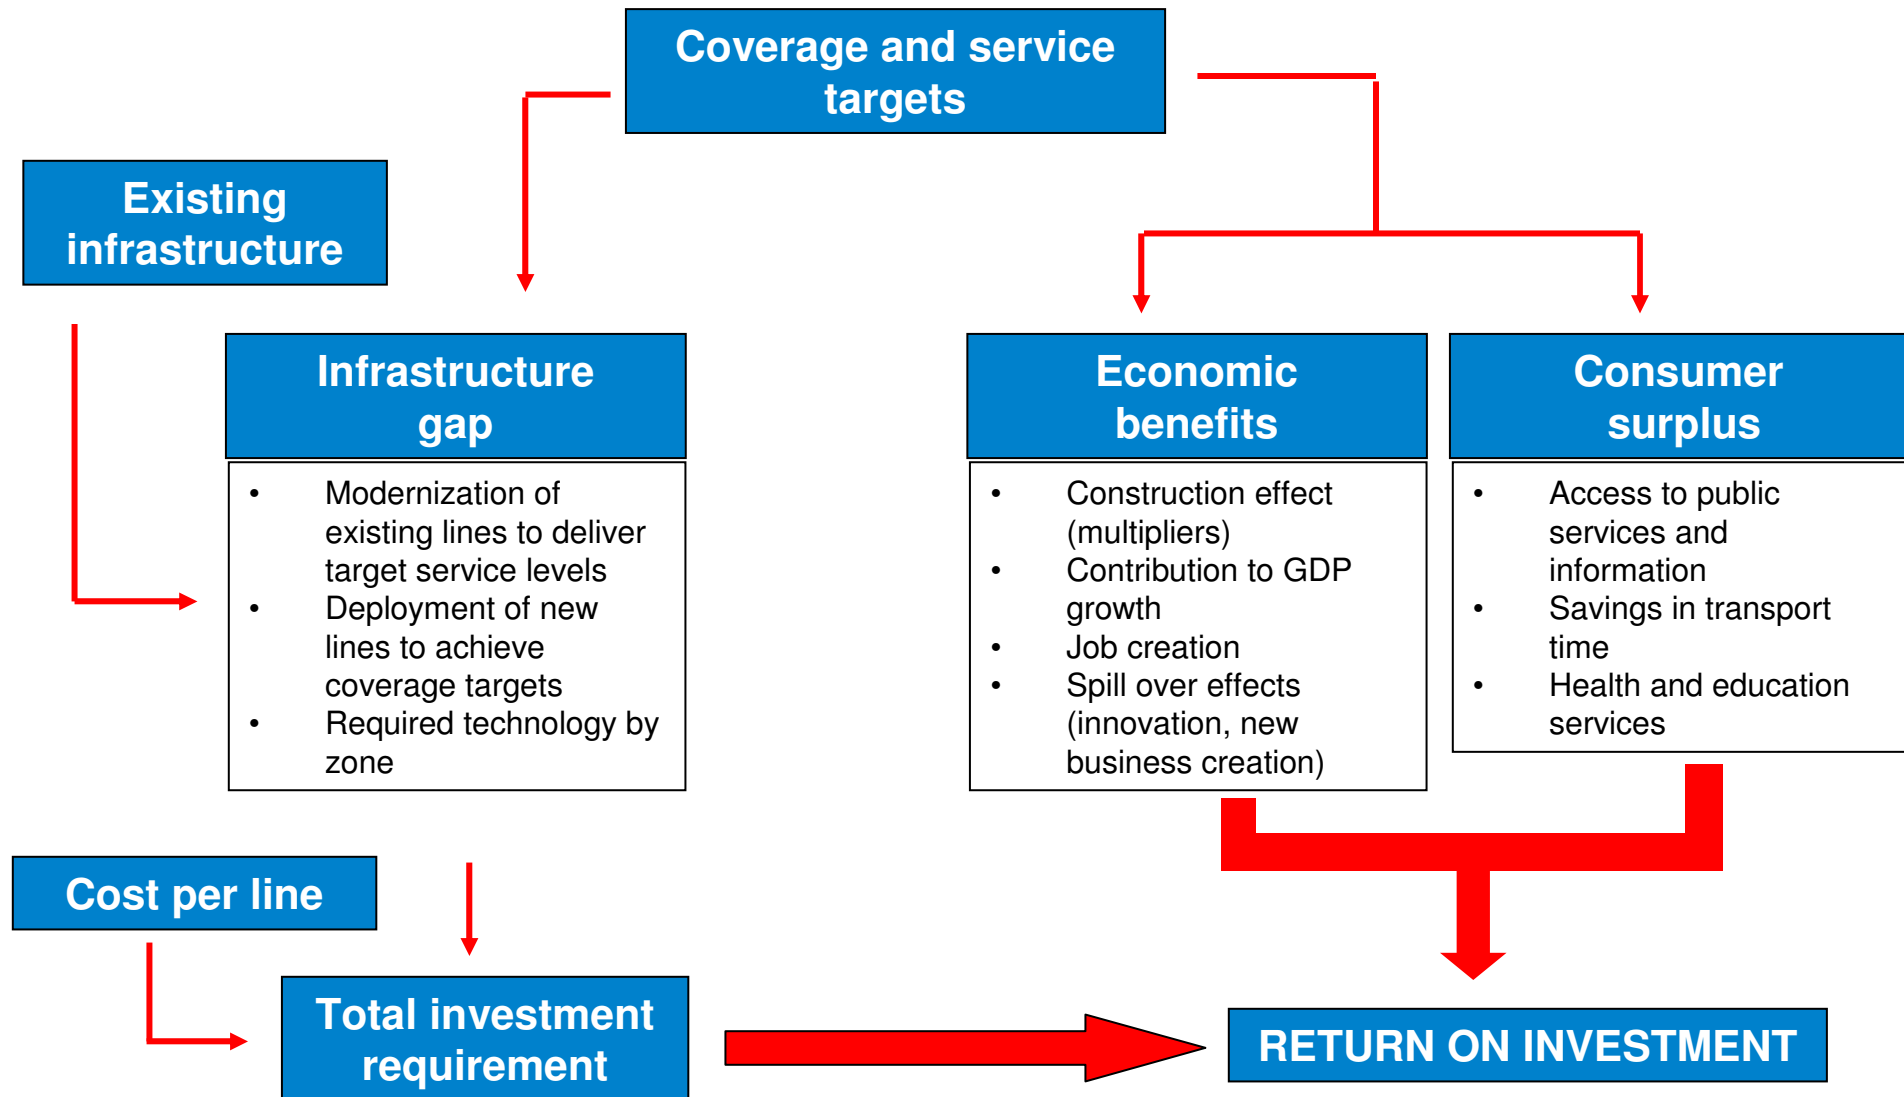 Coverage and service
targets
Existing
infrastructure
Infrastructure
gap
• Modernization of
existing lines to deliver
target service levels
• Deployment of new
lines to achieve
coverage targets
• Required technology by
zone
Economic
benefits
• Construction effect
(multipliers)
• Contribution to GDP
growth
• Job creation
• Spill over effects
(innovation, new
business creation)
Consumer
surplus
• Access to public
services and
information
• Savings in transport
time
• Health and education
services
Cost per line
Total investment
requirement
RETURN ON INVESTMENT